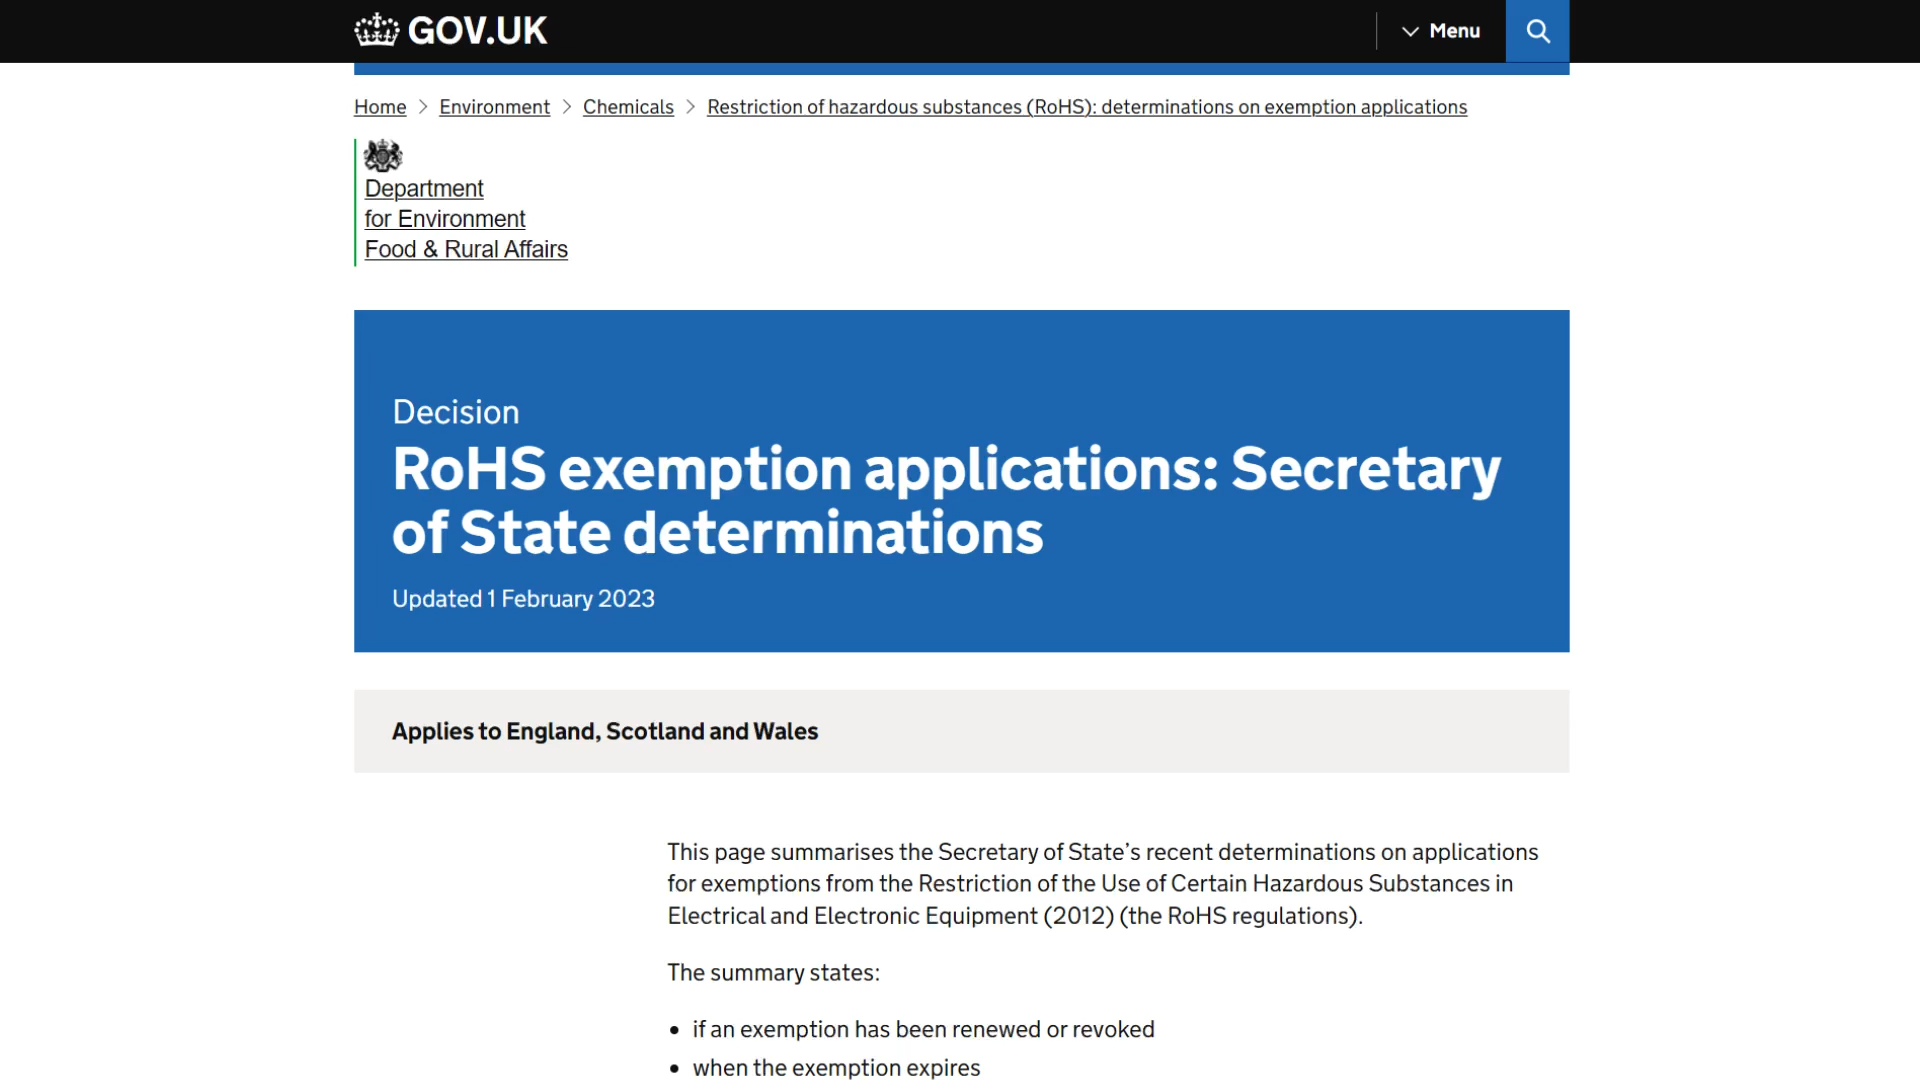 GOV.UK
Menu
Home > Environment > Chemicals > Restriction of hazardous substances (RoHS): determinations on exemption applications
Department
for Environment
Food & Rural Affairs
Decision
RoHS exemption applications: Secretary
of State determinations
Updated 1 February 2023
Applies to England, Scotland and Wales
This page summarises the Secretary of State’s recent determinations on applications
for exemptions from the Restriction of the Use of Certain Hazardous Substances in
Electrical and Electronic Equipment (2012) (the RoHS regulations).
The summary states:
• if an exemption has been renewed or revoked
• when the exemption expires